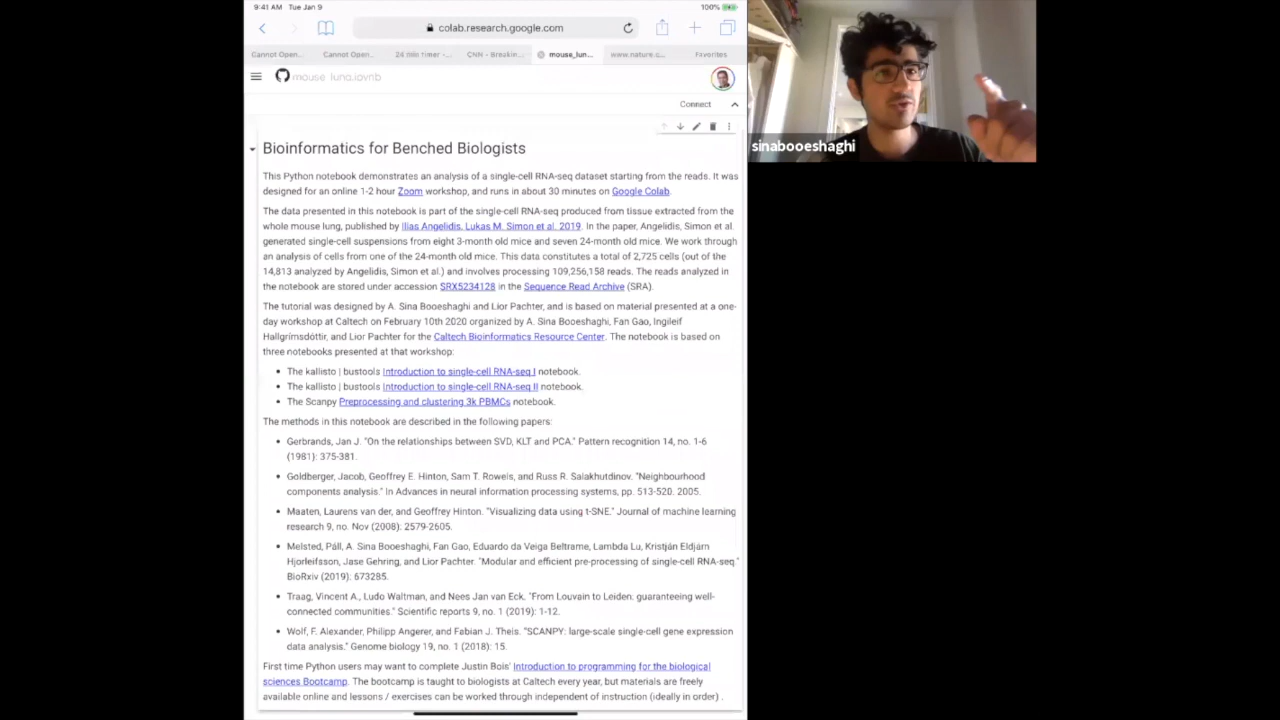 9:41 AM Tue Jan 9
100%
colab.research.google.com
Cannot Open...
Cannot Open...
24 min timer -...
CNN - Breakin...
mouse_lun...
www.nature.c...
Favorites
mouse_lung.ipynb
Connect
Bioinformatics for Benched Biologists
This Python notebook demonstrates an analysis of a single-cell RNA-seq dataset starting from the reads. It was
designed for an online 1-2 hour Zoom workshop, and runs in about 30 minutes on Google Colab.
The data presented in this notebook is part of the single-cell RNA-seq produced from tissue extracted from the
whole mouse lung, published by Ilias Angelidis, Lukas M. Simon et al. 2019. In the paper, Angelidis, Simon et al.
generated single-cell suspensions from eight 3-month old mice and seven 24-month old mice. We work through
an analysis of cells from one of the 24-month old mice. This data constitutes a total of 2,725 cells (out of the
14,813 analyzed by Angelidis, Simon et al.) and involves processing 109,256,158 reads. The reads analyzed in
the notebook are stored under accession SRX5234128 in the Sequence Read Archive (SRA).
The tutorial was designed by A. Sina Booeshaghi and Lior Pachter, and is based on material presented at a one-
day workshop at Caltech on February 10th 2020 organized by A. Sina Booeshaghi, Fan Gao, Ingileif
Hallgrímsdóttir, and Lior Pachter for the Caltech Bioinformatics Resource Center. The notebook is based on
three notebooks presented at that workshop:
• The kallisto | bustools Introduction to single-cell RNA-seq I notebook.
• The kallisto | bustools Introduction to single-cell RNA-seq II notebook.
• The Scanpy Preprocessing and clustering 3k PBMCs notebook.
The methods in this notebook are described in the following papers:
• Gerbrands, Jan J. "On the relationships between SVD, KLT and PCA." Pattern recognition 14, no. 1-6
(1981): 375-381.
• Goldberger, Jacob, Geoffrey E. Hinton, Sam T. Roweis, and Russ R. Salakhutdinov. "Neighbourhood
components analysis." In Advances in neural information processing systems, pp. 513-520. 2005.
• Maaten, Laurens van der, and Geoffrey Hinton. "Visualizing data using t-SNE." Journal of machine learning
research 9, no. Nov (2008): 2579-2605.
• Melsted, Páll, A. Sina Booeshaghi, Fan Gao, Eduardo da Veiga Beltrame, Lambda Lu, Kristján Eldjárn
Hjorleifsson, Jase Gehring, and Lior Pachter. "Modular and efficient pre-processing of single-cell RNA-seq."
BioRxiv (2019): 673285.
• Traag, Vincent A., Ludo Waltman, and Nees Jan van Eck. "From Louvain to Leiden: guaranteeing well-
connected communities." Scientific reports 9, no. 1 (2019): 1-12.
• Wolf, F. Alexander, Philipp Angerer, and Fabian J. Theis. "SCANPY: large-scale single-cell gene expression
data analysis." Genome biology 19, no. 1 (2018): 15.
First time Python users may want to complete Justin Bois' Introduction to programming for the biological
sciences Bootcamp. The bootcamp is taught to biologists at Caltech every year, but materials are freely
available online and lessons / exercises can be worked through independent of instruction (ideally in order) .
sinabooeshaghi